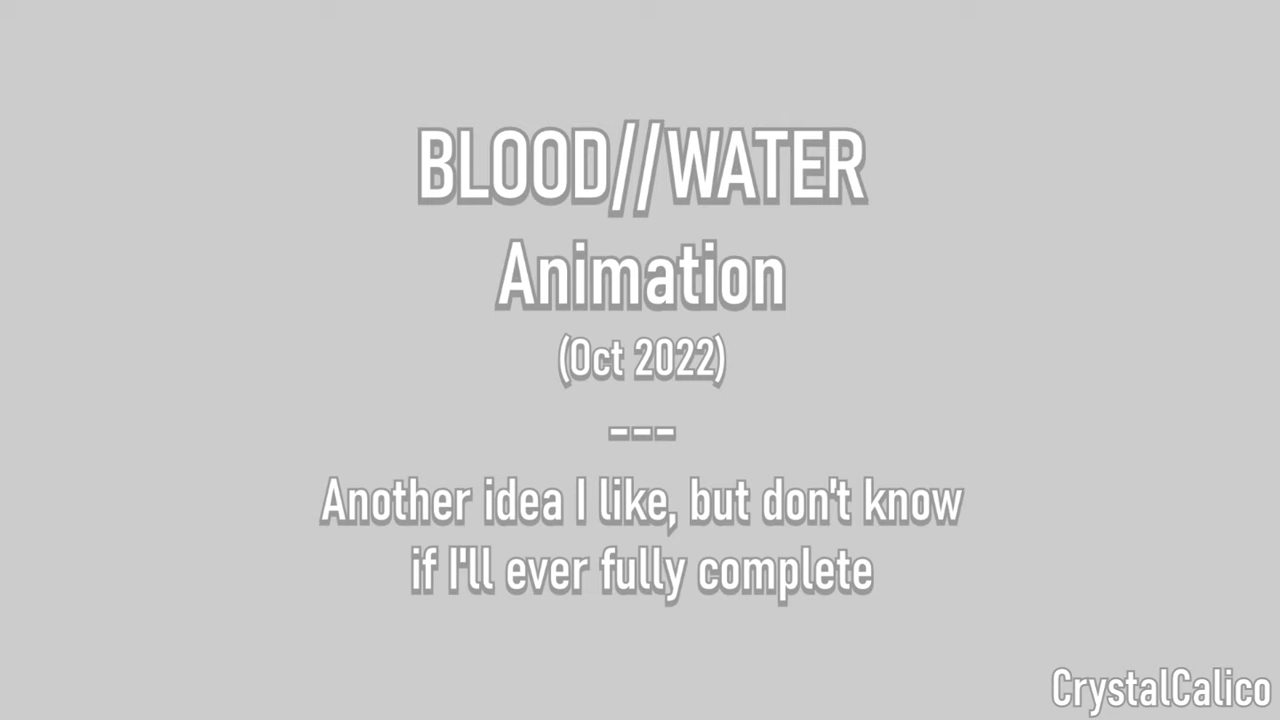 BLOOD//WATER
Animation
(Oct 2022)
---
Another idea I like, but don't know
if I'll ever fully complete
CrystalCalico